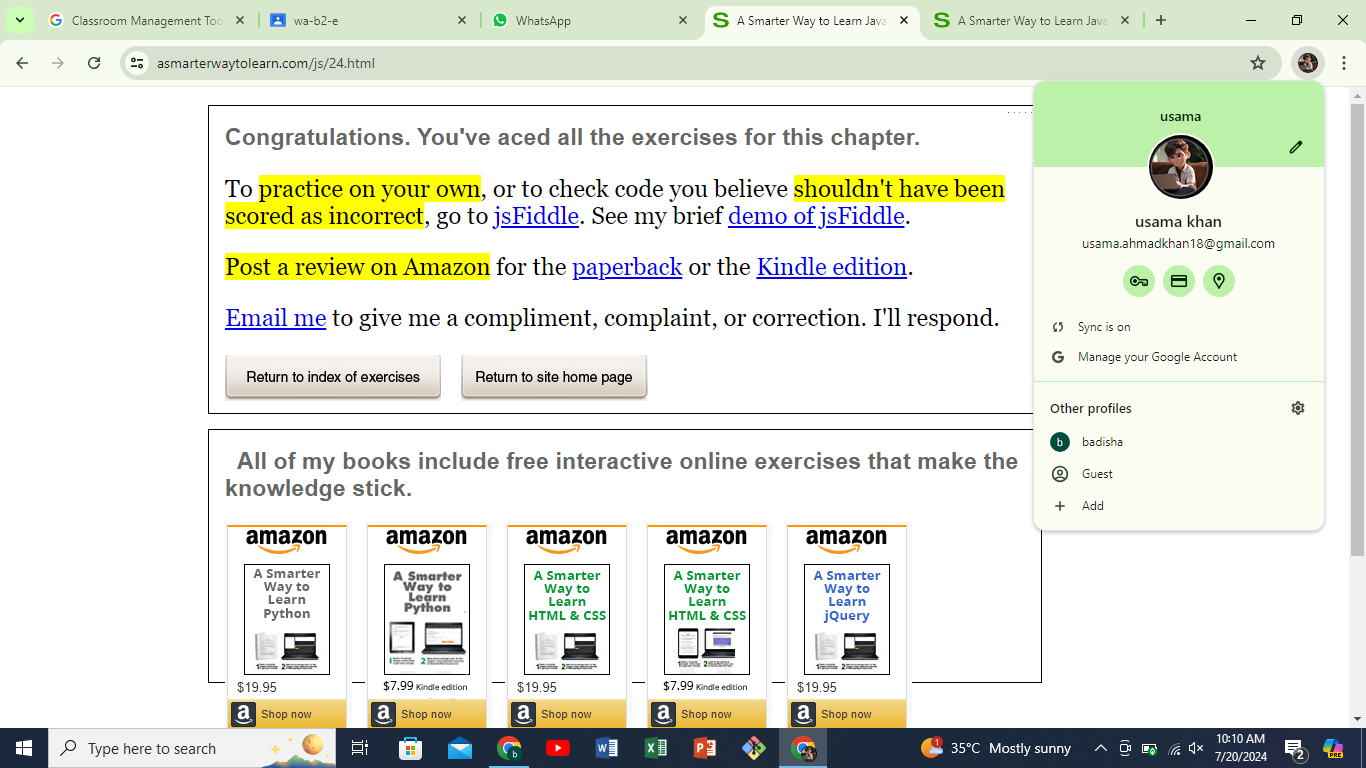 Classroom Management Too
wa-b2-e
WhatsApp
A Smarter Way to Learn Java
A Smarter Way to Learn Java
asmarterwaytolearn.com/js/24.html
Congratulations. You've aced all the exercises for this chapter.
To practice on your own, or to check code you believe shouldn't have been
scored as incorrect, go to jsFiddle. See my brief demo of jsFiddle.
Post a review on Amazon for the paperback or the Kindle edition.
Email me to give me a compliment, complaint, or correction. I'll respond.
Return to index of exercises
Return to site home page
usama
usama khan
usama.ahmadkhan18@gmail.com
Sync is on
Manage your Google Account
Other profiles
b
badisha
Guest
Add
All of my books include free interactive online exercises that make the
knowledge stick.
amazon
A Smarter
Way to
Learn
Python
$19.95
Shop now
amazon
A Smarter
Way to
Learn
Python
$7.99 Kindle edition
Shop now
amazon
A Smarter
Way to
Learn
HTML & CSS
$19.95
Shop now
amazon
A Smarter
Way to
Learn
HTML & CSS
$7.99 Kindle edition
Shop now
amazon
A Smarter
Way to
Learn
jQuery
$19.95
Shop now
Type here to search
35°C Mostly sunny
10:10 AM
7/20/2024
2
PRE